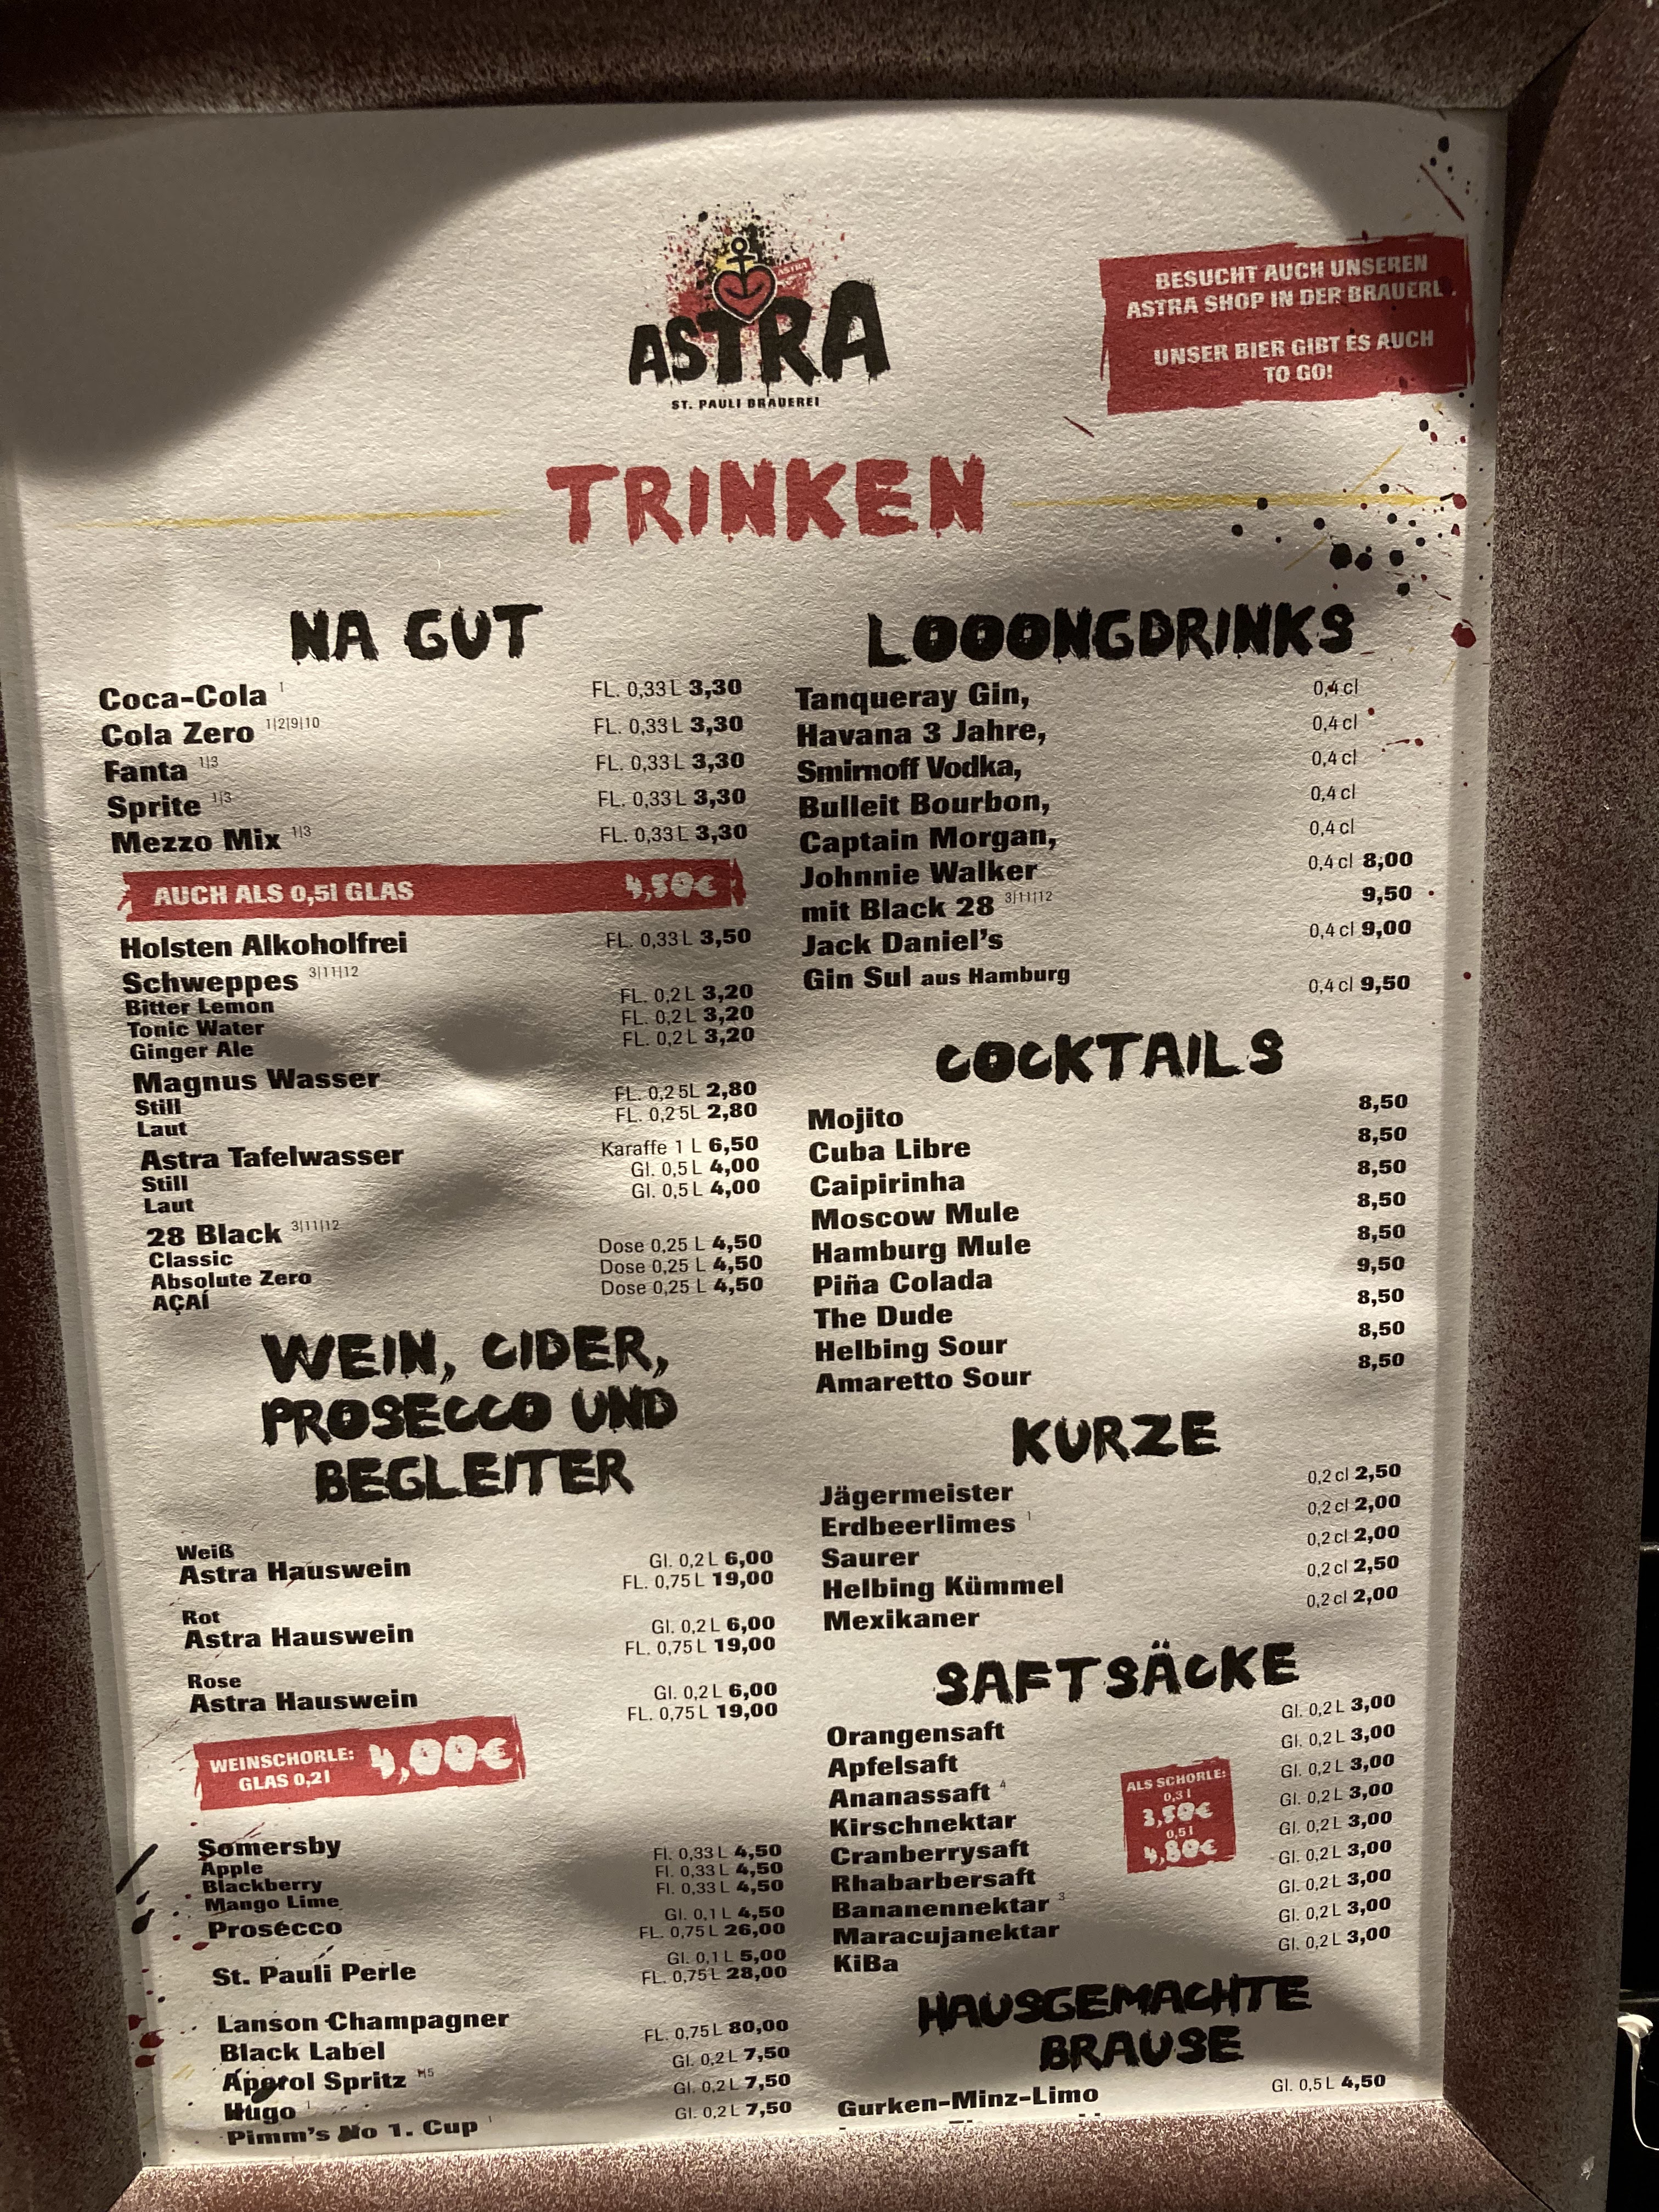 ASTRA
ASTRA
ST. PAULI BRAUEREI
BESUCHT AUCH UNSEREN
ASTRA SHOP IN DER BRAUEREI.
UNSER BIER GIBT ES AUCH
TO GO!
TRINKEN
NA GUT
Coca-Cola 1 FL. 0,33 L 3,30
Cola Zero 1|2|9|10 FL. 0,33 L 3,30
Fanta 1|3 FL. 0,33 L 3,30
Sprite 1|3 FL. 0,33 L 3,30
Mezzo Mix 1|3 FL. 0,33 L 3,30
AUCH ALS 0,5l GLAS 4,50€
Holsten Alkoholfrei FL. 0,33 L 3,50
Schweppes 3|11|12
Bitter Lemon FL. 0,2 L 3,20
Tonic Water FL. 0,2 L 3,20
Ginger Ale FL. 0,2 L 3,20
Magnus Wasser
Still FL. 0,25L 2,80
Laut FL. 0,25L 2,80
Astra Tafelwasser Karaffe 1 L 6,50
Still Gl. 0,5 L 4,00
Laut Gl. 0,5 L 4,00
28 Black 3|11|12
Classic Dose 0,25 L 4,50
Absolute Zero Dose 0,25 L 4,50
AÇAÍ Dose 0,25 L 4,50
WEIN, CIDER,
PROSECCO UND
BEGLEITER
Weiß
Astra Hauswein Gl. 0,2 L 6,00
FL. 0,75 L 19,00
Rot
Astra Hauswein Gl. 0,2 L 6,00
FL. 0,75 L 19,00
Rose
Astra Hauswein Gl. 0,2 L 6,00
FL. 0,75 L 19,00
WEINSCHORLE: 4,00€
GLAS 0,2l
Somersby
Apple Fl. 0,33 L 4,50
Blackberry Fl. 0,33 L 4,50
Mango Lime Fl. 0,33 L 4,50
Prosecco Gl. 0,1 L 4,50
FL. 0,75 L 26,00
St. Pauli Perle Gl. 0,1 L 5,00
FL. 0,75 L 28,00
Lanson Champagner
Black Label FL. 0,75 L 80,00
Aperol Spritz Gl. 0,2 L 7,50
Hugo 1 Gl. 0,2 L 7,50
Pimm's No 1. Cup 1 Gl. 0,2 L 7,50
LOOONGDRINKS
Tanqueray Gin, 0,4 cl
Havana 3 Jahre, 0,4 cl
Smirnoff Vodka, 0,4 cl
Bulleit Bourbon, 0,4 cl
Captain Morgan, 0,4 cl
Johnnie Walker 0,4 cl 8,00
mit Black 28 3|11|12 9,50
Jack Daniel's 0,4 cl 9,00
Gin Sul aus Hamburg 0,4 cl 9,50
COCKTAILS
Mojito 8,50
Cuba Libre 8,50
Caipirinha 8,50
Moscow Mule 8,50
Hamburg Mule 8,50
Piña Colada 9,50
The Dude 8,50
Helbing Sour 8,50
Amaretto Sour 8,50
KURZE
Jägermeister 0,2 cl 2,50
Erdbeerlimes 1 0,2 cl 2,00
Saurer 0,2 cl 2,00
Helbing Kümmel 0,2 cl 2,50
Mexikaner 0,2 cl 2,00
SAFTSÄCKE
Orangensaft Gl. 0,2 L 3,00
Apfelsaft Gl. 0,2 L 3,00
Ananassaft 4 Gl. 0,2 L 3,00
Kirschnektar Gl. 0,2 L 3,00
Cranberrysaft Gl. 0,2 L 3,00
Rhabarbersaft Gl. 0,2 L 3,00
Bananennektar 3 Gl. 0,2 L 3,00
Maracujanektar Gl. 0,2 L 3,00
KiBa Gl. 0,2 L 3,00
ALS SCHORLE:
0,3 l
3,50€
0,5 l
4,80€
HAUSGEMACHTE
BRAUSE
Gurken-Minz-Limo Gl. 0,5 L 4,50